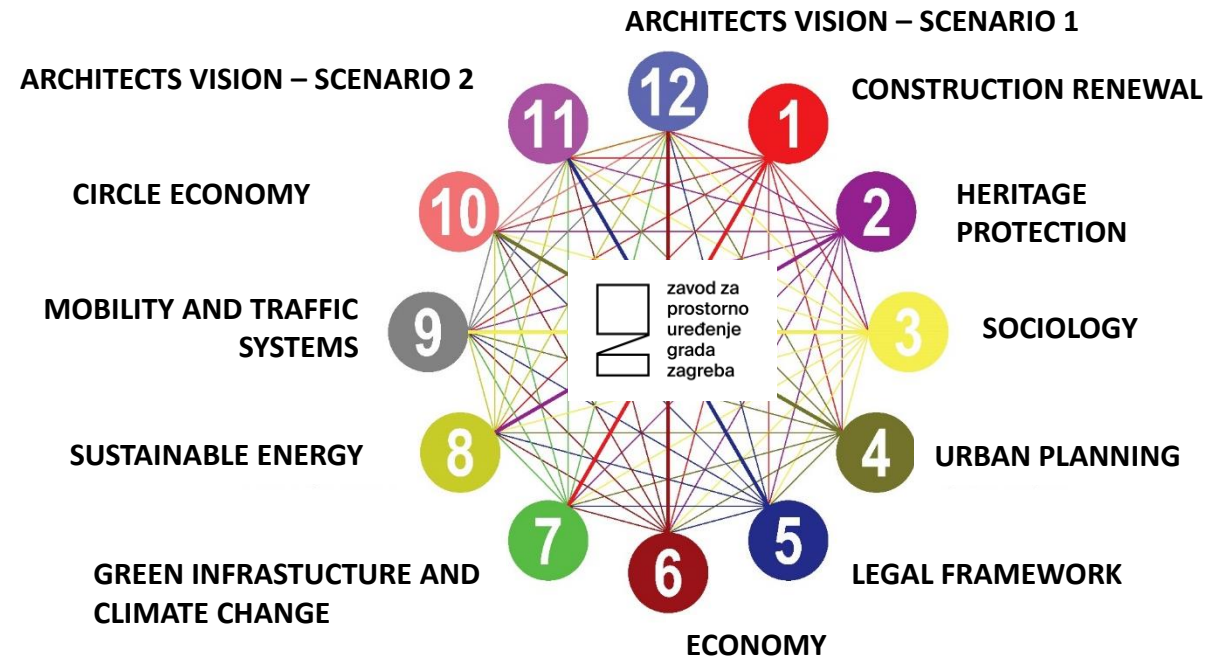 ARCHITECTS VISION – SCENARIO 1
12
1
CONSTRUCTION RENEWAL
2
HERITAGE
PROTECTION
3
SOCIOLOGY
4
URBAN PLANNING
5
LEGAL FRAMEWORK
6
ECONOMY
7
GREEN INFRASTUCTURE AND
CLIMATE CHANGE
8
SUSTAINABLE ENERGY
9
MOBILITY AND TRAFFIC
SYSTEMS
10
CIRCLE ECONOMY
11
ARCHITECTS VISION – SCENARIO 2
zavod za
prostorno
uređenje
grada
zagreba